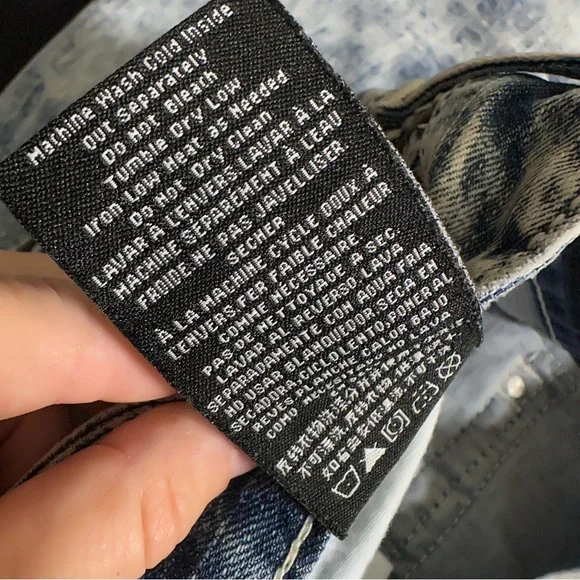 Machine Wash Cold Inside
Out Separately
Do Not Bleach
Tumble Dry Low
Iron Low Heat as Needed
Do Not Dry Clean
LAVAR À L'ENVERS LAVAR À LA
MACHINE SÉPARÉMENT À L'EAU
FROIDE. NE PAS JAVELLISER
SÉCHER
À LA MACHINE CYCLE DOUX À
L'ENVERS FER FAIBLE CHALEUR
COMME NÉCESSAIRE
PAS DE NETTOYAGE A SEC
LAVAR AL REVERSO. LAVA
SEPARADAMENTE CON AGUA FRIA
NO USAR BLANQUEDOR SECA EN
SECADORA CICLO LENTO. PONER AL
REVES PLANCHE CALOR BAJO
COMO